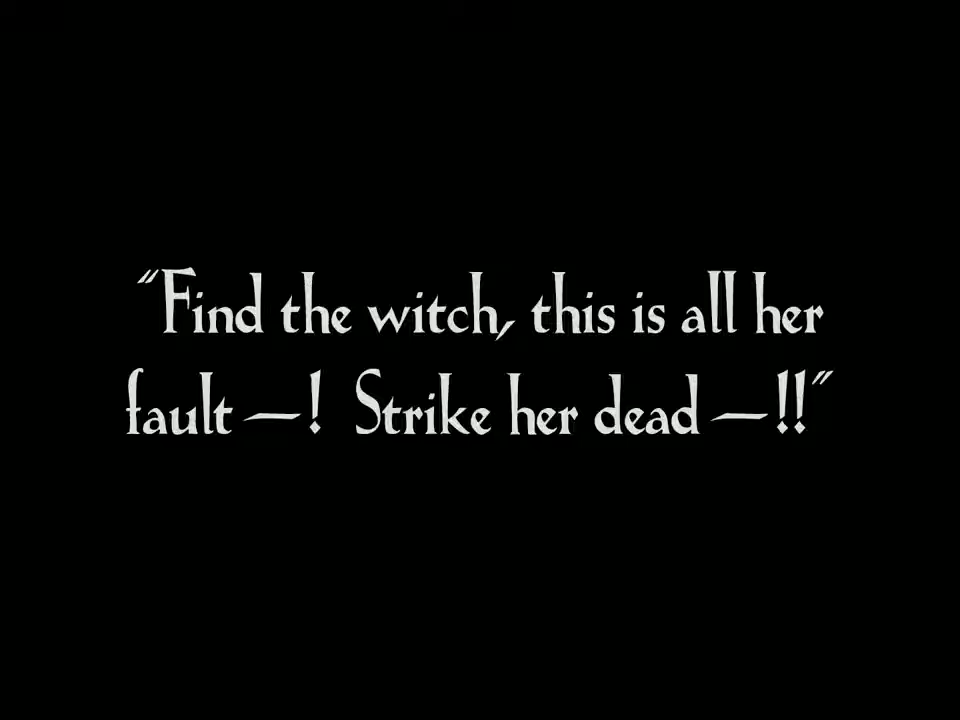 "Find the witch, this is all her
fault—! Strike her dead—!!"